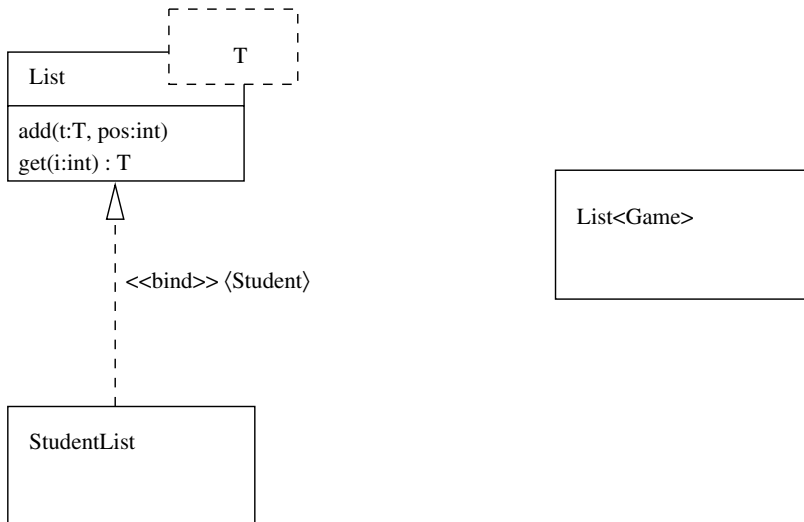 T
List
add(t:T, pos:int)
get(i:int) : T
List<Game>
<<bind>> ⟨Student⟩
StudentList